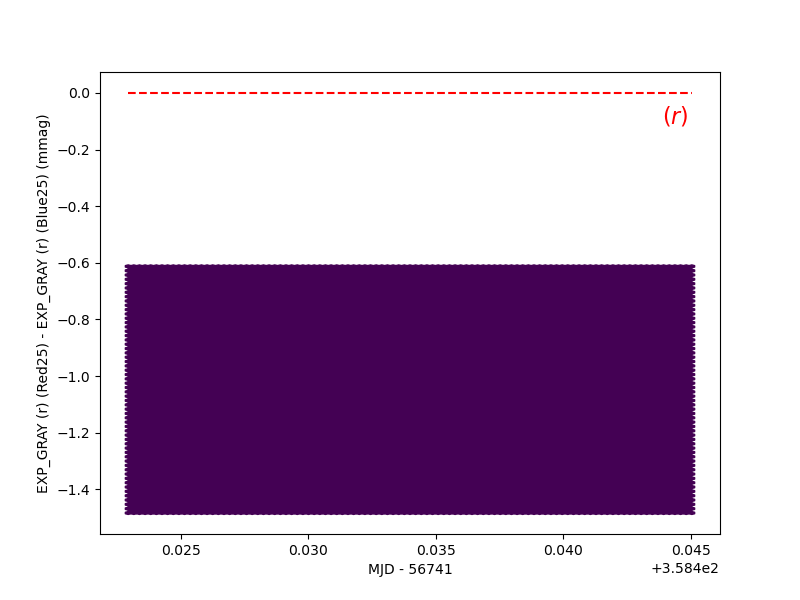 0.0
(r)
−0.2
−0.4
−0.6
−0.8
−1.0
−1.2
−1.4
EXP_GRAY (r) (Red25) - EXP_GRAY (r) (Blue25) (mmag)
0.025 0.030 0.035 0.040 0.045
MJD - 56741
+3.584e2